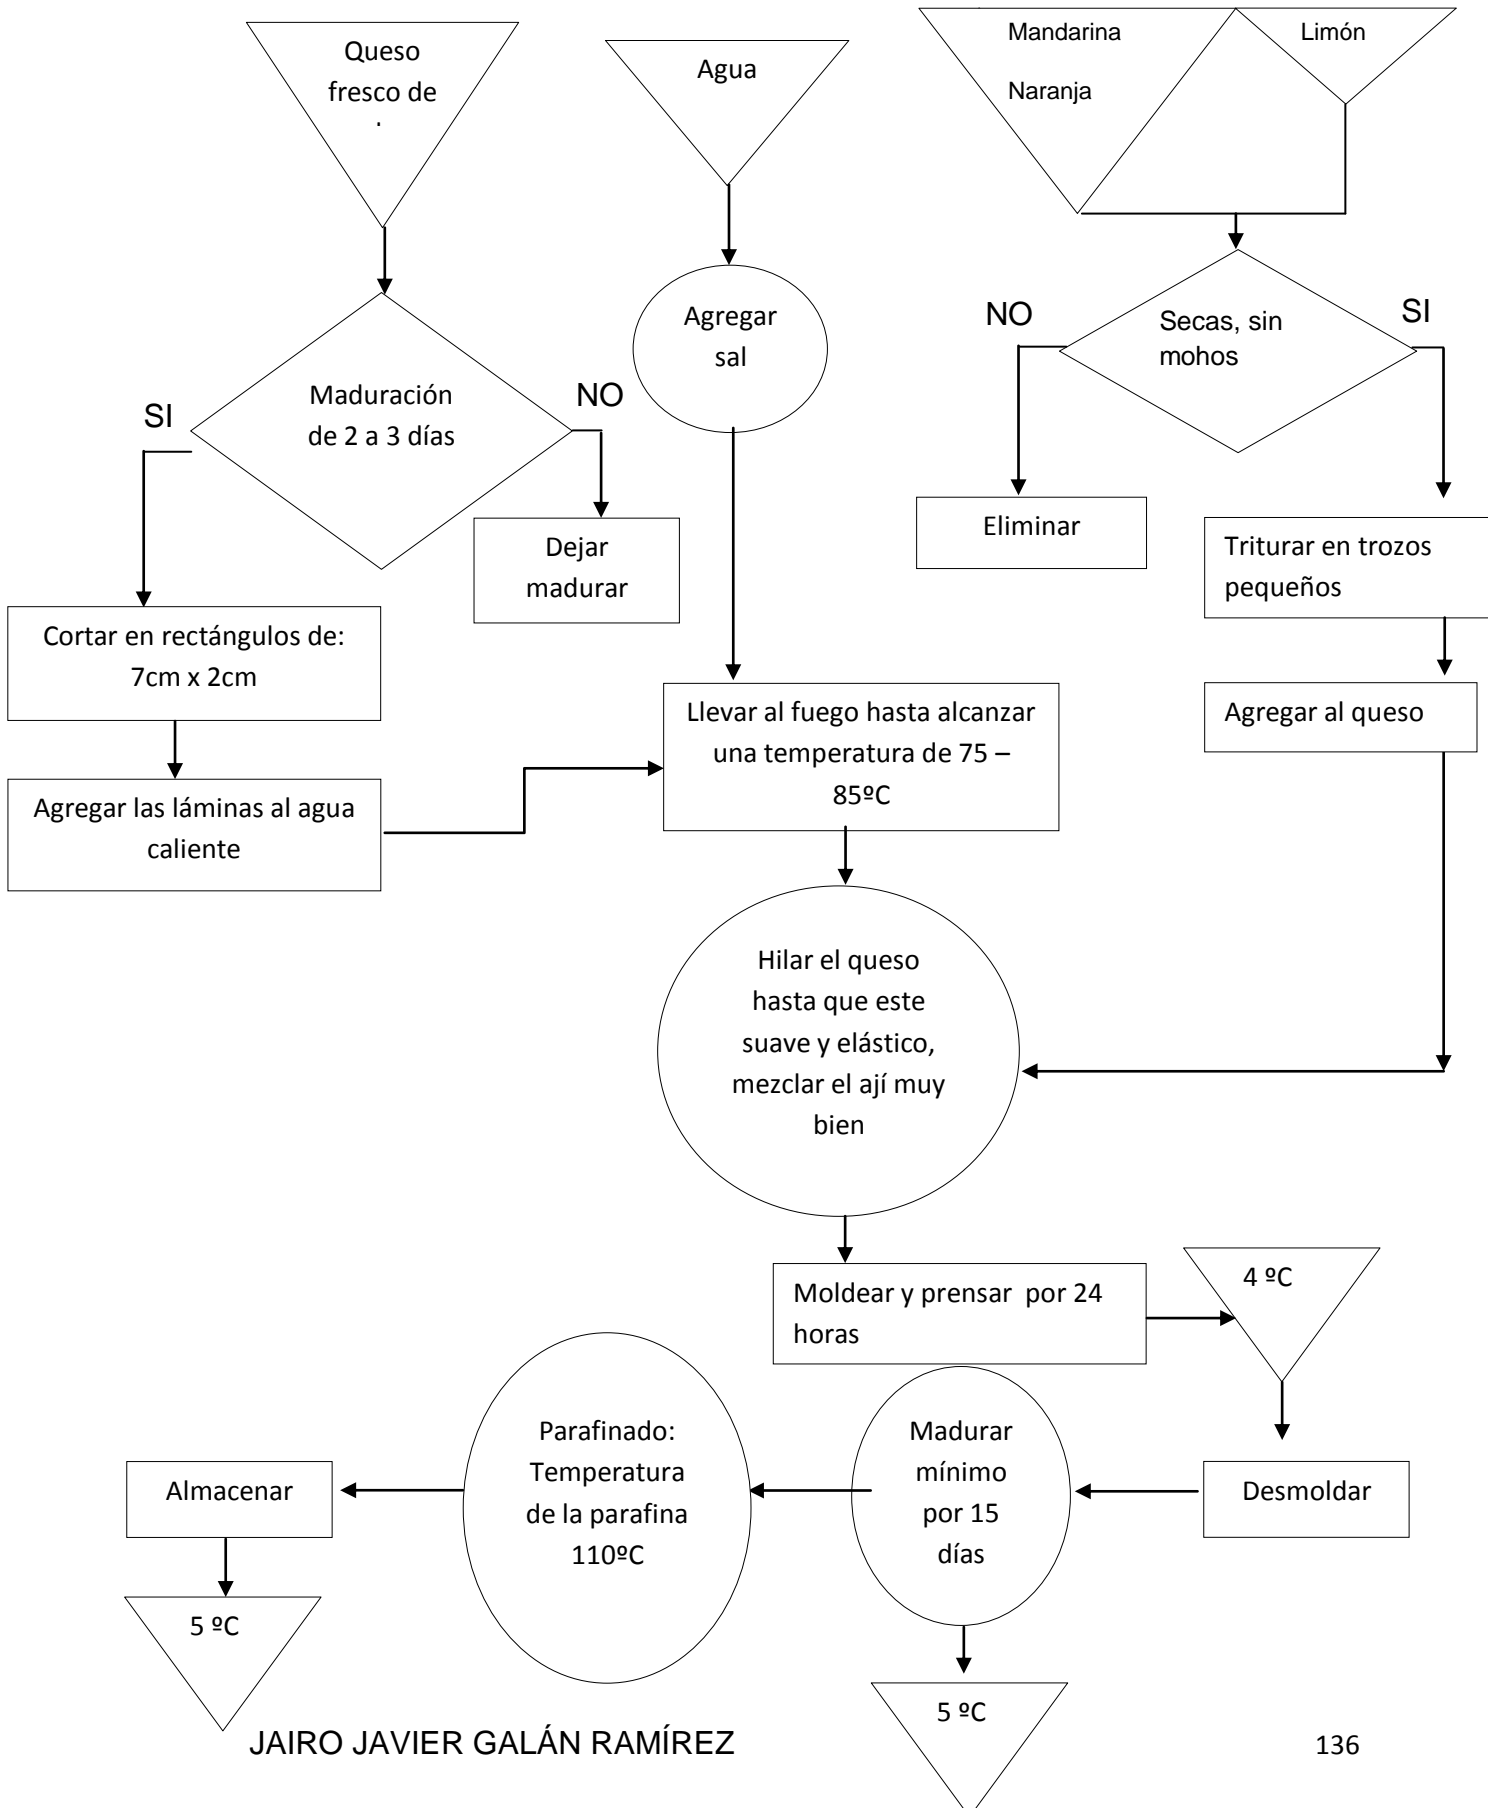 Queso
fresco de
Agua
Mandarina
Naranja
Limón
Maduración
de 2 a 3 días
SI
NO
Agregar
sal
Secas, sin
mohos
NO
SI
Dejar
madurar
Eliminar
Triturar en trozos
pequeños
Cortar en rectángulos de:
7cm x 2cm
Agregar las láminas al agua
caliente
Llevar al fuego hasta alcanzar
una temperatura de 75 –
85ºC
Agregar al queso
Hilar el queso
hasta que este
suave y elástico,
mezclar el ají muy
bien
Moldear y prensar por 24
horas
4 ºC
Desmoldar
Madurar
mínimo
por 15
días
5 ºC
Parafinado:
Temperatura
de la parafina
110ºC
Almacenar
5 ºC
JAIRO JAVIER GALÁN RAMÍREZ
136